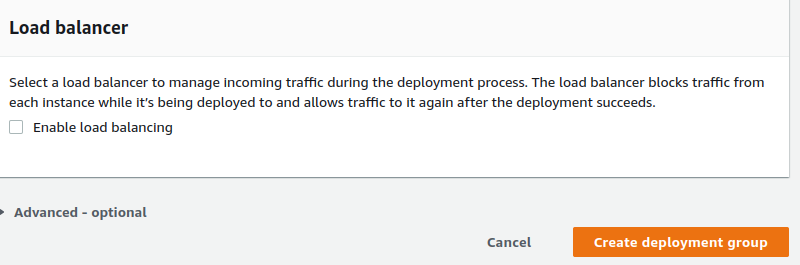 Load balancer
Select a load balancer to manage incoming traffic during the deployment process. The load balancer blocks traffic from
each instance while it's being deployed to and allows traffic to it again after the deployment succeeds.
Enable load balancing
Advanced - optional
Cancel
Create deployment group